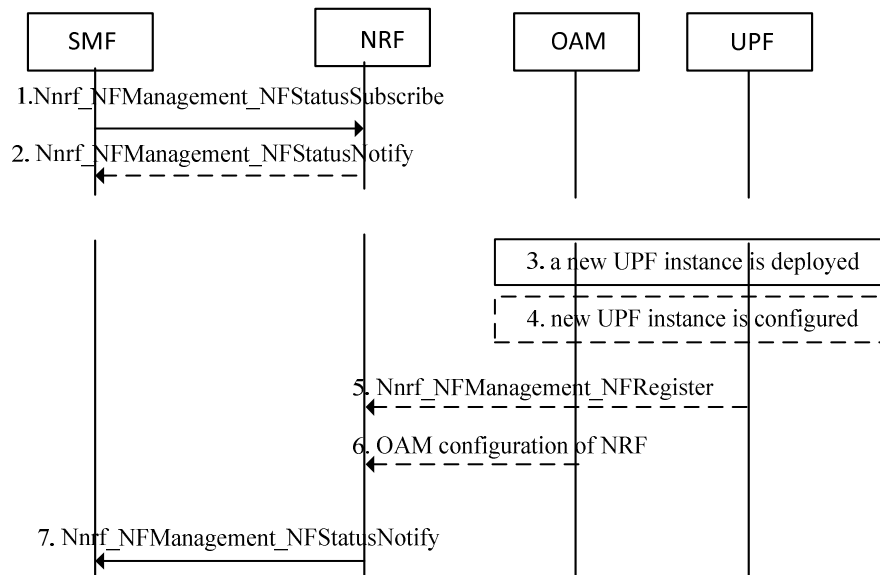 SMF
NRF
OAM
UPF
1.Nnrf_NFManagement_NFStatusSubscribe
2. Nnrf_NFManagement_NFStatusNotify
3. a new UPF instance is deployed
4. new UPF instance is configured
5. Nnrf_NFManagement_NFRegister
6. OAM configuration of NRF
7. Nnrf_NFManagement_NFStatusNotify